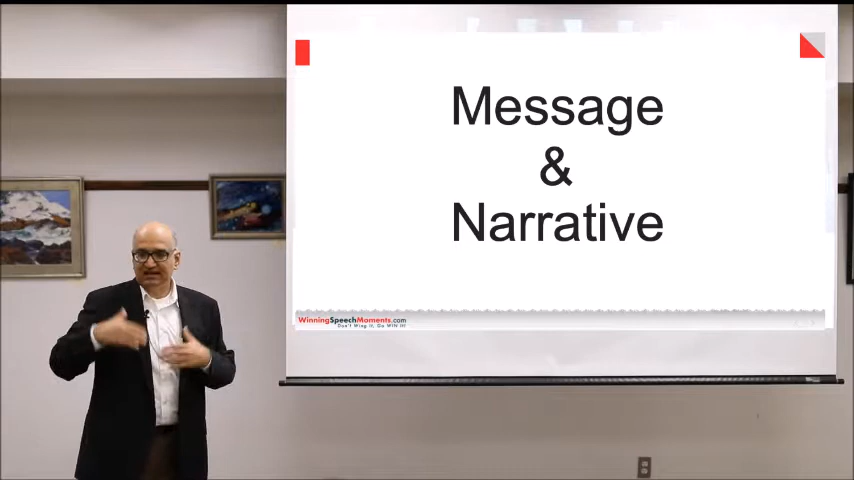 Message
&
Narrative
WinningSpeechMoments.com
Don't Wing it, Go WIN it!